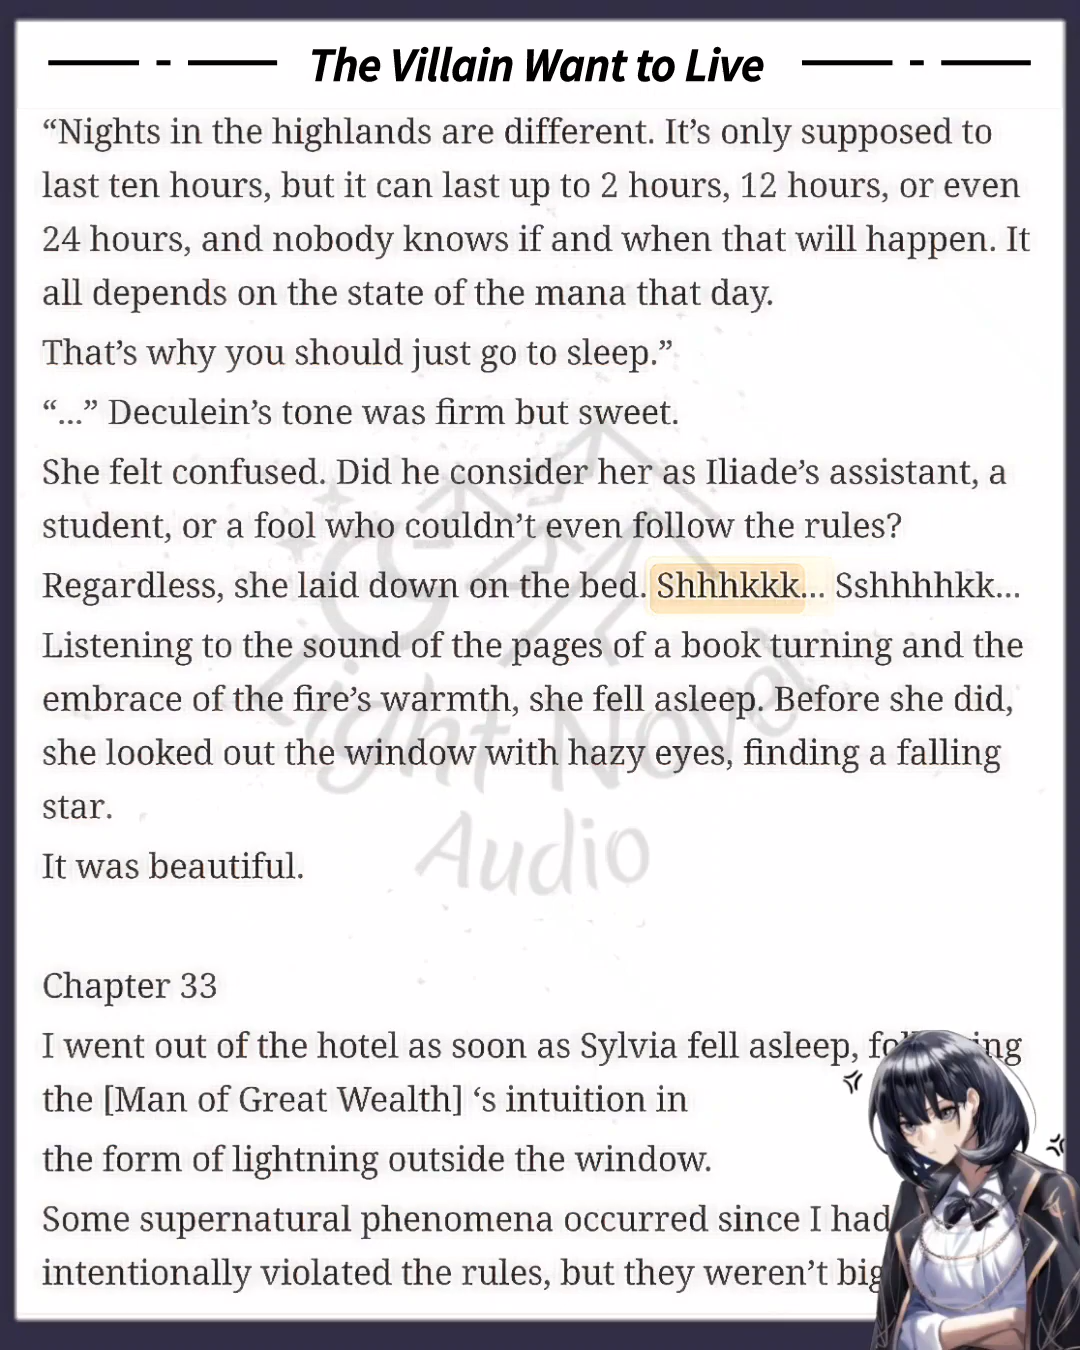 The Villain Want to Live
“Nights in the highlands are different. It’s only supposed to
last ten hours, but it can last up to 2 hours, 12 hours, or even
24 hours, and nobody knows if and when that will happen. It
all depends on the state of the mana that day.
That’s why you should just go to sleep.”
“...” Deculein’s tone was firm but sweet.
She felt confused. Did he consider her as Iliade’s assistant, a
student, or a fool who couldn’t even follow the rules?
Regardless, she laid down on the bed. Shhhkkk... Sshhhhkk...
Listening to the sound of the pages of a book turning and the
embrace of the fire’s warmth, she fell asleep. Before she did,
she looked out the window with hazy eyes, finding a falling
star.
It was beautiful.
Light Novel
Audio
Chapter 33
I went out of the hotel as soon as Sylvia fell asleep,
the [Man of Great Wealth] ‘s intuition in
the form of lightning outside the window.
Some supernatural phenomena occurred since I had
intentionally violated the rules, but they weren’t big